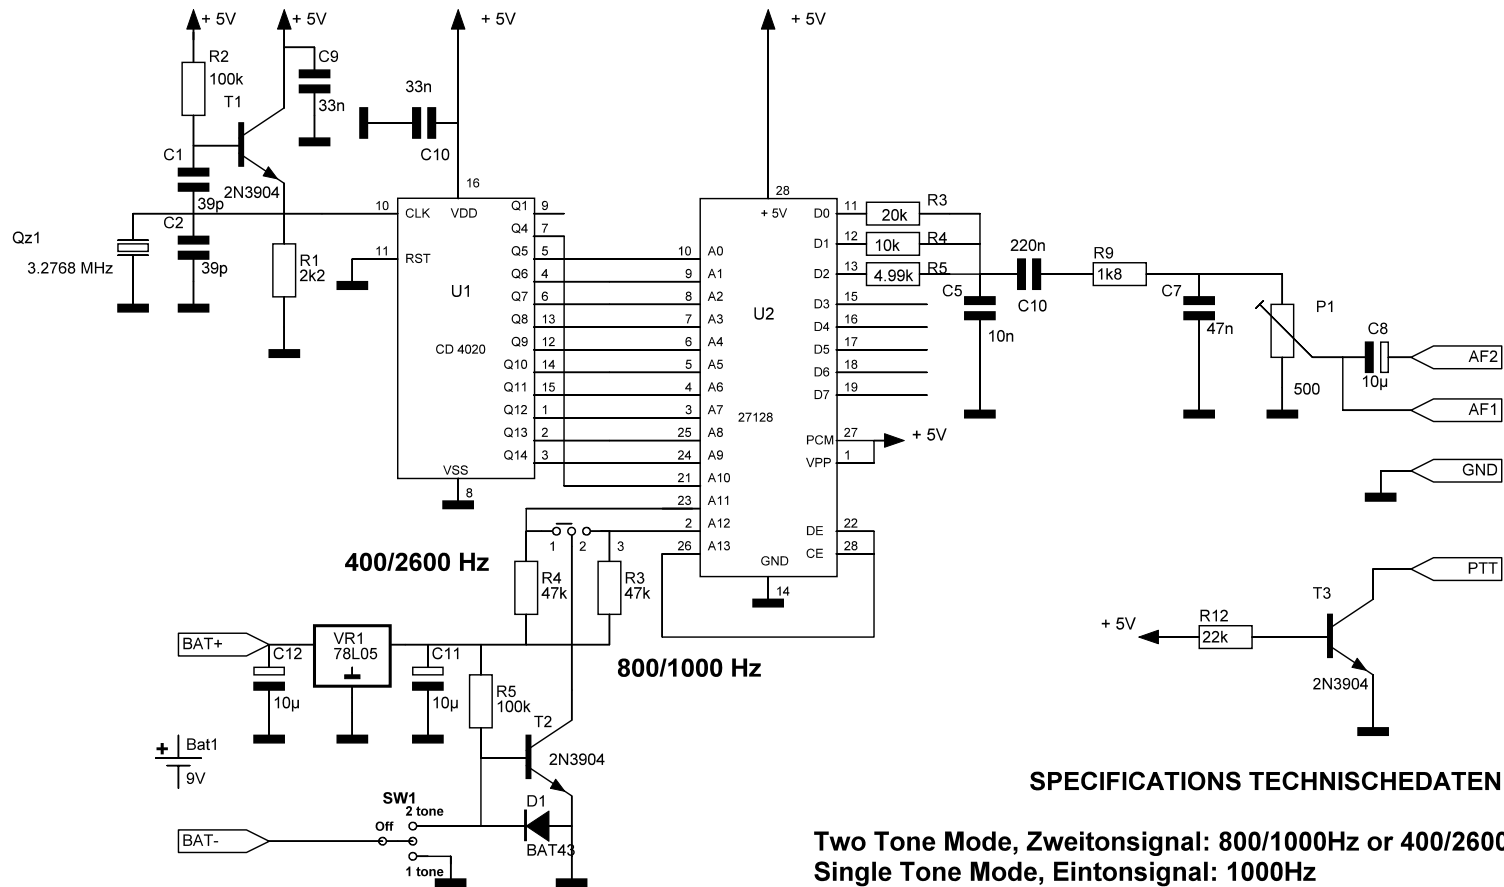 + 5V
+ 5V
+ 5V
+ 5V
R2
100k
T1
C9
33n
33n
C10
C1
2N3904
39p
C2
39p
Qz1
3.2768 MHz
R1
2k2
16
10
CLK
VDD
11
RST
U1
CD 4020
VSS
8
Q1
9
Q4
7
Q5
5
Q6
4
Q7
6
Q8
13
Q9
12
Q10
14
Q11
15
Q12
1
Q13
2
Q14
3
28
+ 5V
U2
27128
GND
14
10
A0
9
A1
8
A2
7
A3
6
A4
5
A5
4
A6
3
A7
25
A8
24
A9
21
A10
23
A11
2
A12
26
A13
D0
11
D1
12
D2
13
D3
15
D4
16
D5
17
D6
18
D7
19
PCM
27
VPP
1
+ 5V
DE
22
CE
28
20k
R3
10k
R4
4.99k
R5
C5
10n
220n
C10
R9
1k8
C7
47n
P1
500
C8
10µ
AF2
AF1
GND
PTT
T3
+ 5V
R12
22k
2N3904
400/2600 Hz
1
2
3
R4
47k
R3
47k
800/1000 Hz
BAT+
C12
10µ
VR1
78L05
C11
10µ
R5
100k
T2
2N3904
+
Bat1
9V
SW1
2 tone
Off
1 tone
D1
BAT43
BAT-
SPECIFICATIONS TECHNISCHEDATEN
Two Tone Mode, Zweitonsignal: 800/1000Hz or 400/2600
Single Tone Mode, Eintonsignal: 1000Hz